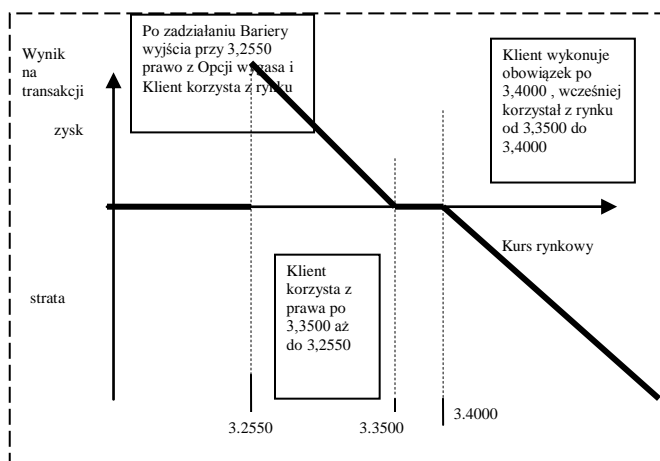 Po zadziałaniu Bariery
wyjścia przy 3,2550
prawo z Opcji wygasa i
Klient korzysta z rynku
Wynik
na
transakcji
zysk
Klient wykonuje
obowiązek po
3,4000 , wcześniej
korzystał z rynku
od 3,3500 do
3,4000
Kurs rynkowy
strata
Klient
korzysta z
prawa po
3,3500 aż
do 3,2550
3.2550
3.3500
3.4000